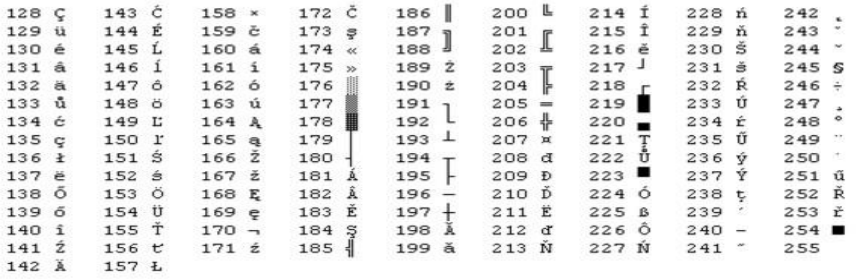 128 Ç 143 Ć 158 × 172 Č 186 ║ 200 ╚ 214 Í 228 ń 242 ˛
129 ü 144 É 159 č 173 ş 187 ╗ 201 ╔ 215 Î 229 ň 243 ˇ
130 é 145 Ĺ 160 á 174 « 188 ╝ 202 ╩ 216 ě 230 Š 244 ˘
131 â 146 ĺ 161 í 175 » 189 Ż 203 ╦ 217 ┘ 231 š 245 §
132 ä 147 ô 162 ó 176 ░ 190 ż 204 ╠ 218 ┌ 232 Ŕ 246 ÷
133 ů 148 ö 163 ú 177 ▒ 191 ┐ 205 ═ 219 █ 233 Ú 247 ¸
134 ć 149 Ľ 164 Ą 178 ▓ 192 └ 206 ╬ 220 ▄ 234 ŕ 248 °
135 ç 150 ľ 165 ą 179 │ 193 ┴ 207 ¤ 221 Ţ 235 Ű 249 ¨
136 ł 151 Ś 166 Ž 180 ┤ 194 ┬ 208 đ 222 Ů 236 ý 250 ˙
137 ë 152 ś 167 ž 181 Á 195 ├ 209 Đ 223 ▀ 237 Ý 251 ű
138 Ő 153 Ö 168 Ę 182 Â 196 ─ 210 Ď 224 Ó 238 ţ 252 Ř
139 ő 154 Ü 169 ę 183 Ě 197 ┼ 211 Ë 225 ß 239 ´ 253 ř
140 î 155 Ť 170 ¬ 184 Ş 198 Ă 212 ď 226 Ô 240 – 254 ■
141 Ź 156 ť 171 ź 185 ╣ 199 ă 213 Ň 227 Ń 241 ˝ 255
142 Ä 157 Ł